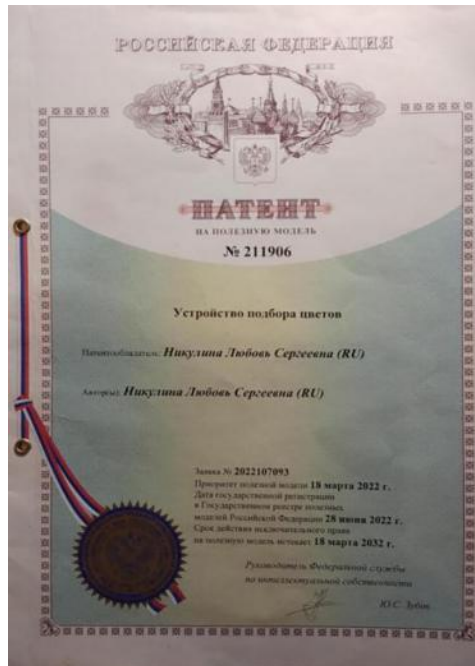 РОССИЙСКАЯ ФЕДЕРАЦИЯ
ПАТЕНТ
НА ПОЛЕЗНУЮ МОДЕЛЬ
№ 211906
Устройство подбора цветов
Патентообладатель: Никулина Любовь Сергеевна (RU)
Автор(ы): Никулина Любовь Сергеевна (RU)
Заявка № 2022107093
Приоритет полезной модели 18 марта 2022 г.
Дата государственной регистрации
в Государственном реестре полезных
моделей Российской Федерации 28 июня 2022 г.
Срок действия исключительного права
на полезную модель истекает 18 марта 2032 г.
Руководитель Федеральной службы
по интеллектуальной собственности
Ю.С. Зубов